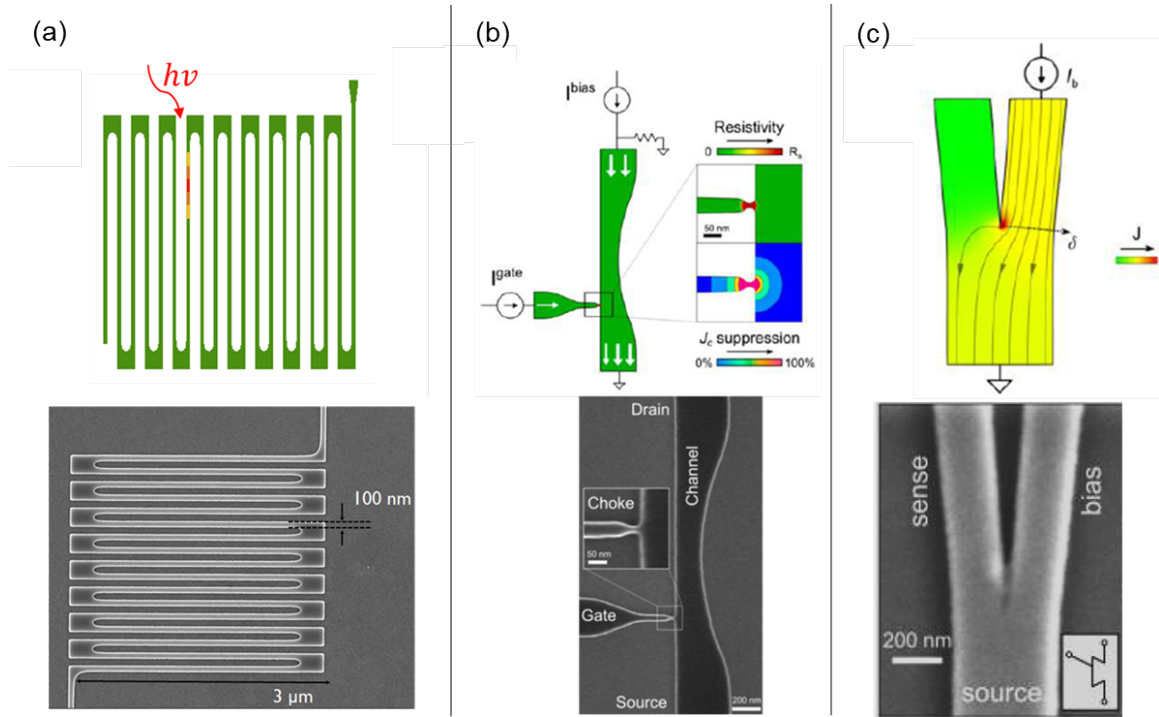 (a)
hν
100 nm
3 μm
(b)
I^bias
Resistivity
0
R_s
50 nm
I^gate
J_c suppression
0%
100%
Drain
Channel
Choke
50 nm
Gate
Source
200 nm
(c)
I_b
δ
J
sense
bias
200 nm
source